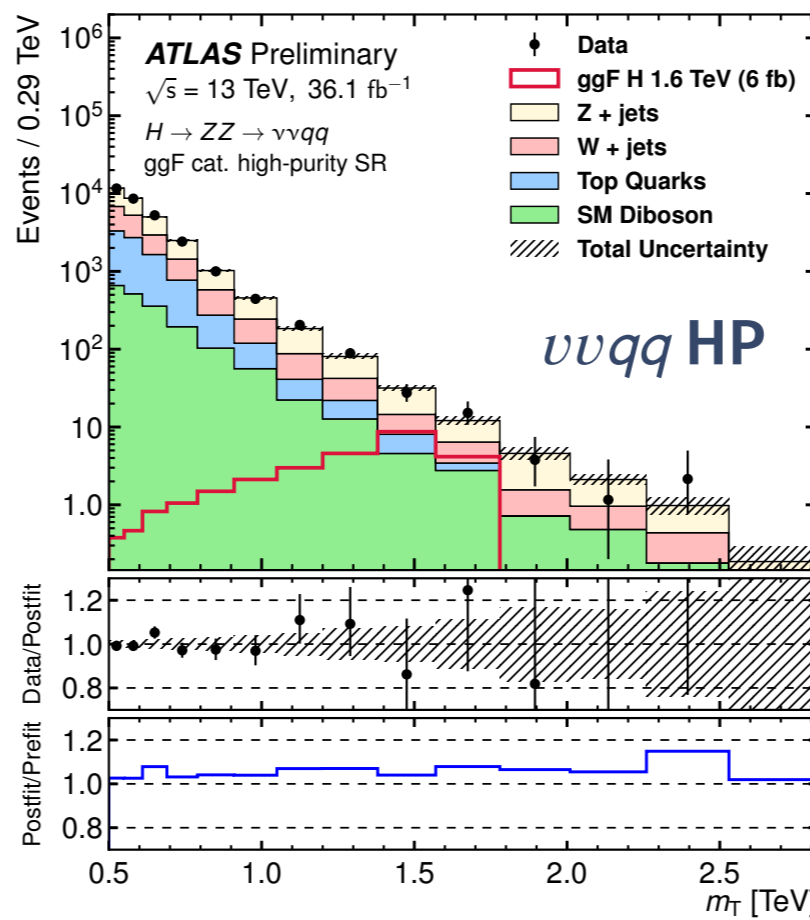 Events / 0.29 TeV
10⁶
10⁵
10⁴
10³
10²
10
1.0
ATLAS Preliminary
√s = 13 TeV, 36.1 fb⁻¹
H → ZZ → ννqq
ggF cat. high-purity SR
Data
ggF H 1.6 TeV (6 fb)
Z + jets
W + jets
Top Quarks
SM Diboson
Total Uncertainty
ννqq HP
Data/Postfit
1.2
1.0
0.8
Postfit/Prefit
1.2
1.0
0.8
0.5 1.0 1.5 2.0 2.5
mT [TeV]